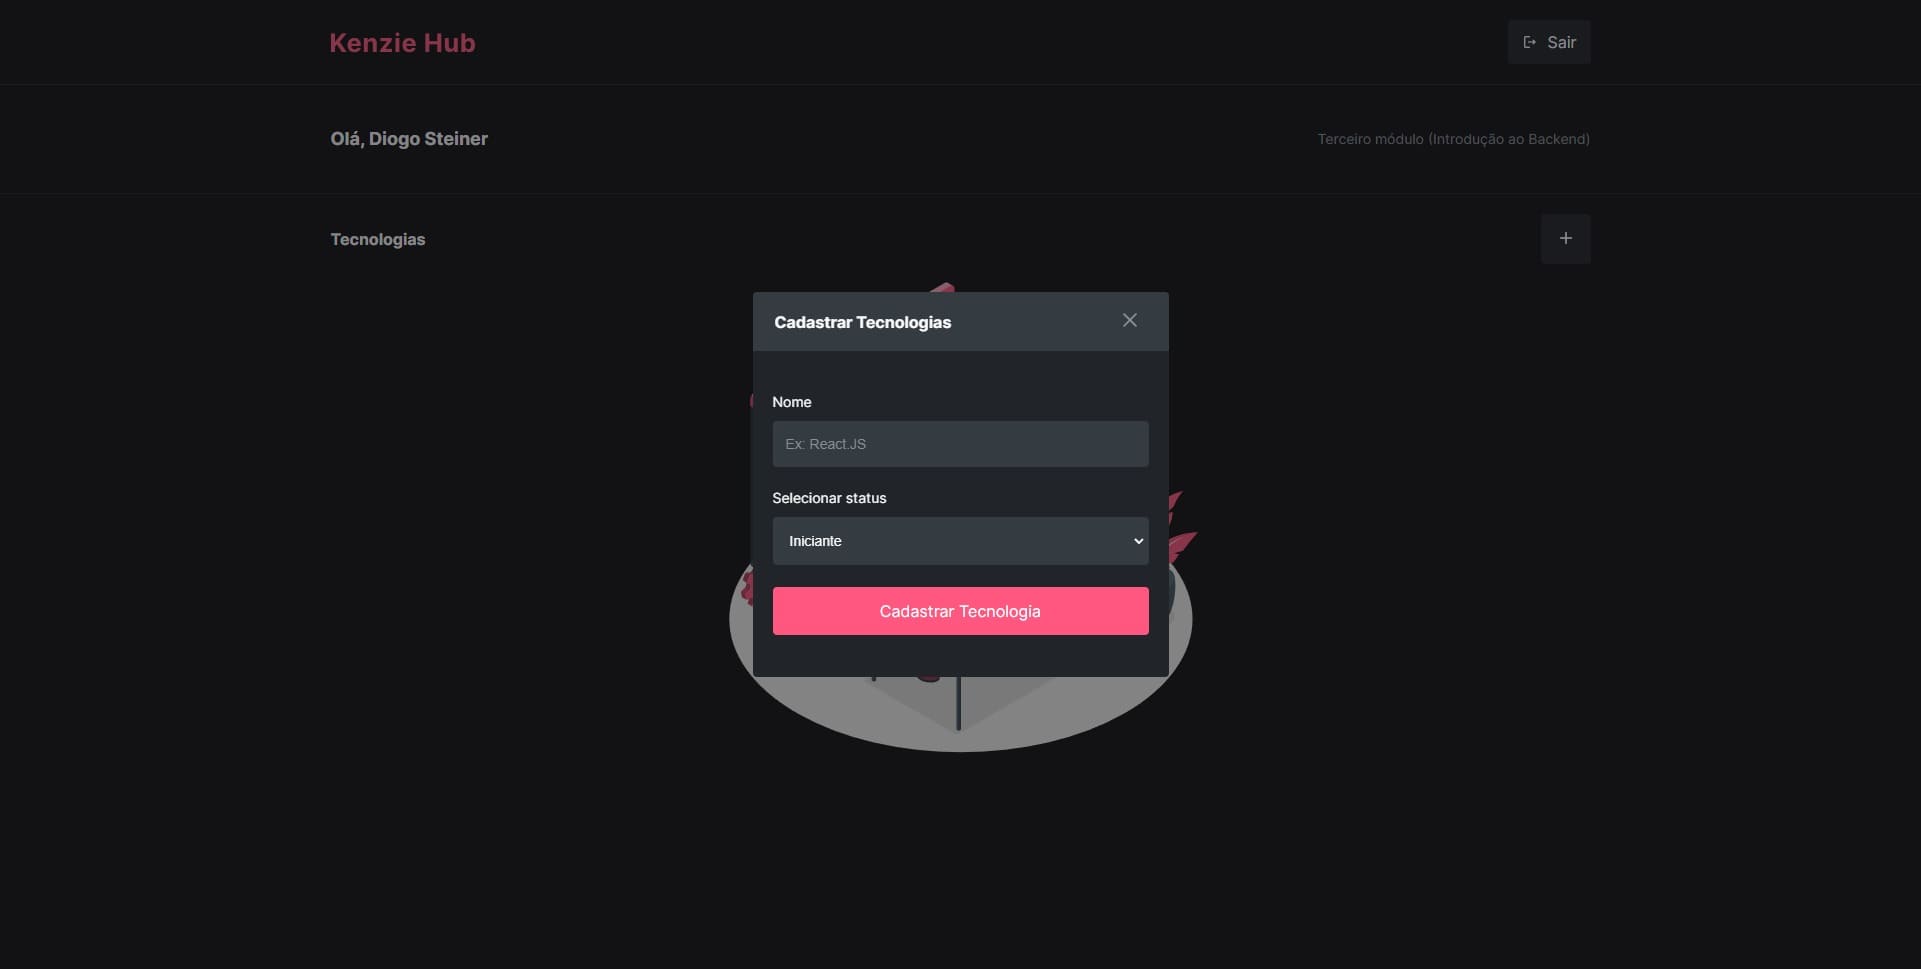 Kenzie Hub
Sair
Olá, Diogo Steiner
Terceiro módulo (Introdução ao Backend)
Tecnologias
+
Cadastrar Tecnologias
Nome
Ex: React.JS
Selecionar status
Iniciante
Cadastrar Tecnologia